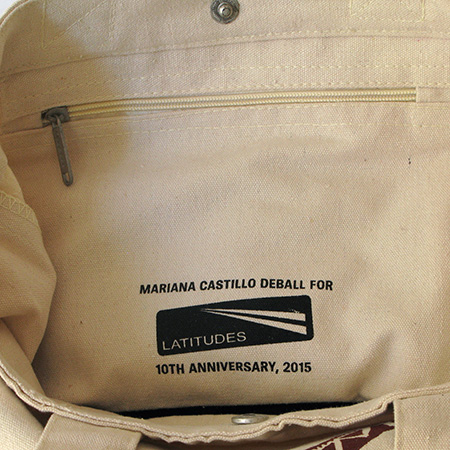 MARIANA CASTILLO DEBALL FOR
LATITUDES
10TH ANNIVERSARY, 2015